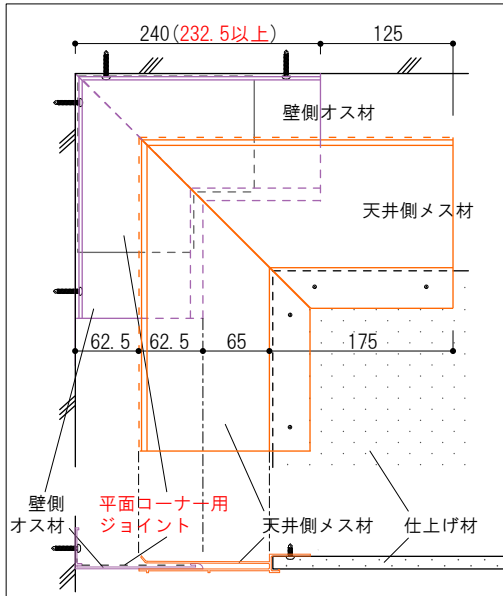 240(232.5以上)
125
壁側オス材
天井側メス材
62.5
62.5
65
175
壁側
オス材
平面コーナー用
ジョイント
天井側メス材
仕上げ材